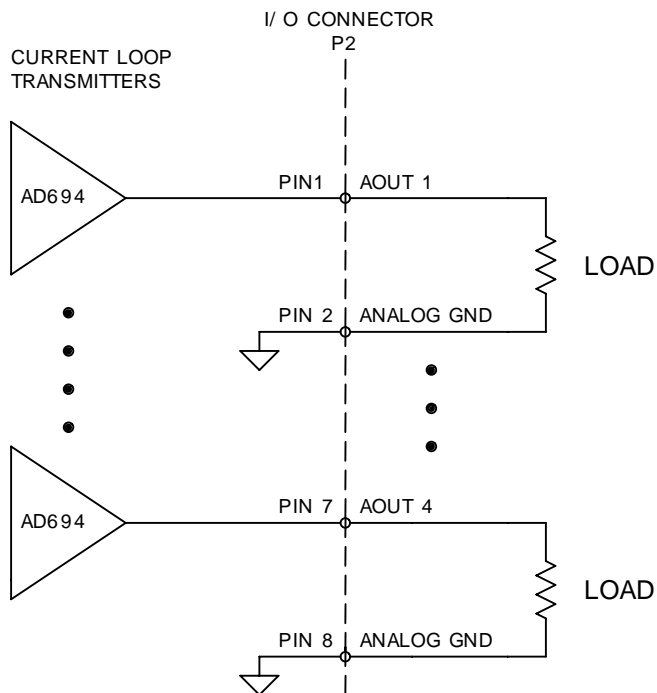 I/ O CONNECTOR
P2
CURRENT LOOP
TRANSMITTERS
AD694
PIN1
AOUT 1
LOAD
PIN 2
ANALOG GND
AD694
PIN 7
AOUT 4
LOAD
PIN 8
ANALOG GND